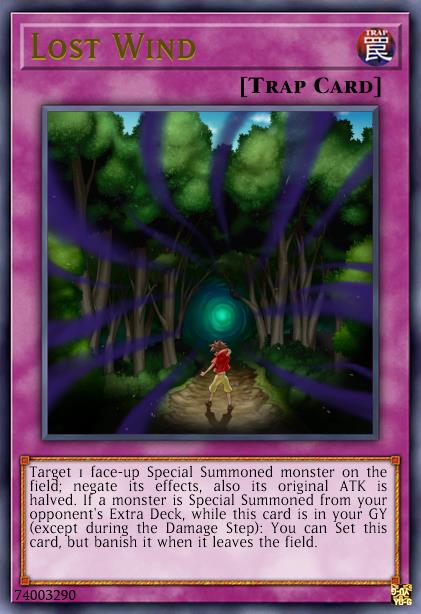 Lost Wind
TRAP
罠
[Trap Card]
Target 1 face-up Special Summoned monster on the
field; negate its effects, also its original ATK is
halved. If a monster is Special Summoned from your
opponent's Extra Deck, while this card is in your GY
(except during the Damage Step): You can Set this
card, but banish it when it leaves the field.
74003290